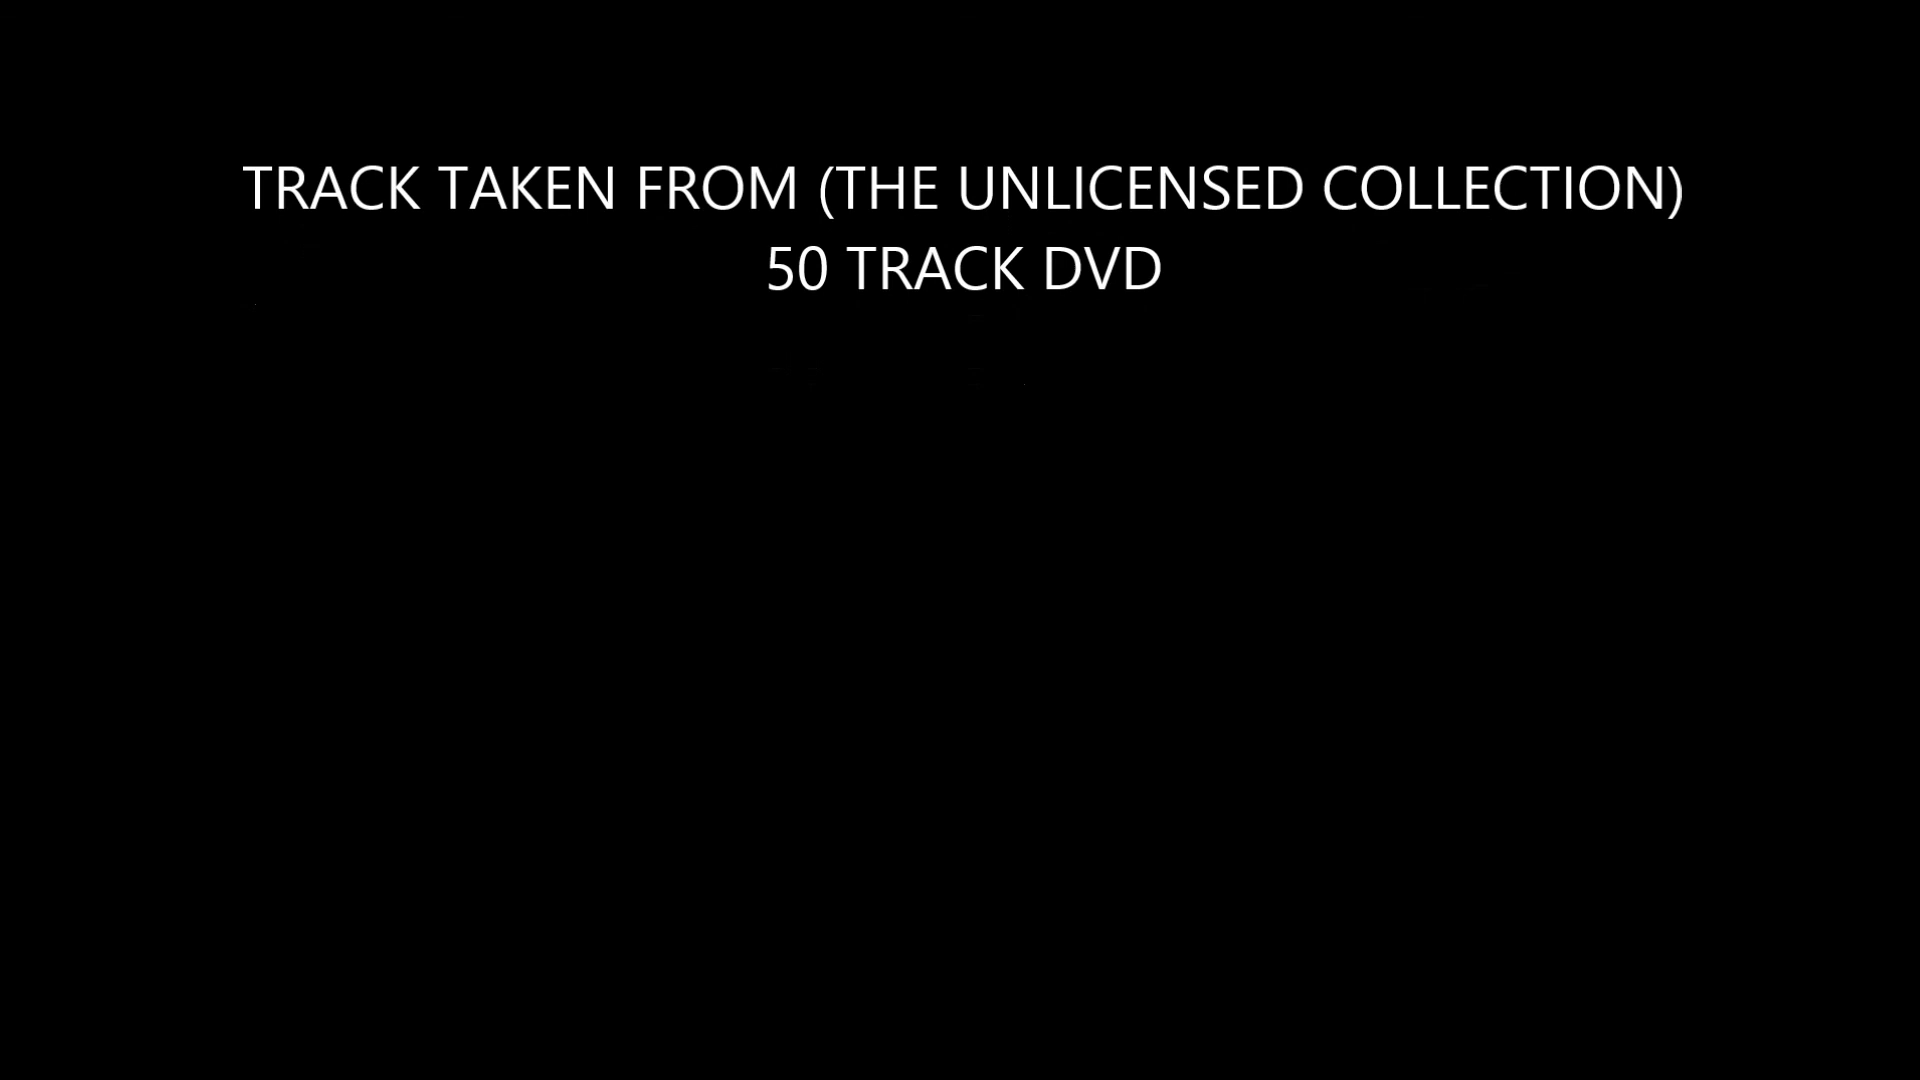 TRACK TAKEN FROM (THE UNLICENSED COLLECTION)
50 TRACK DVD